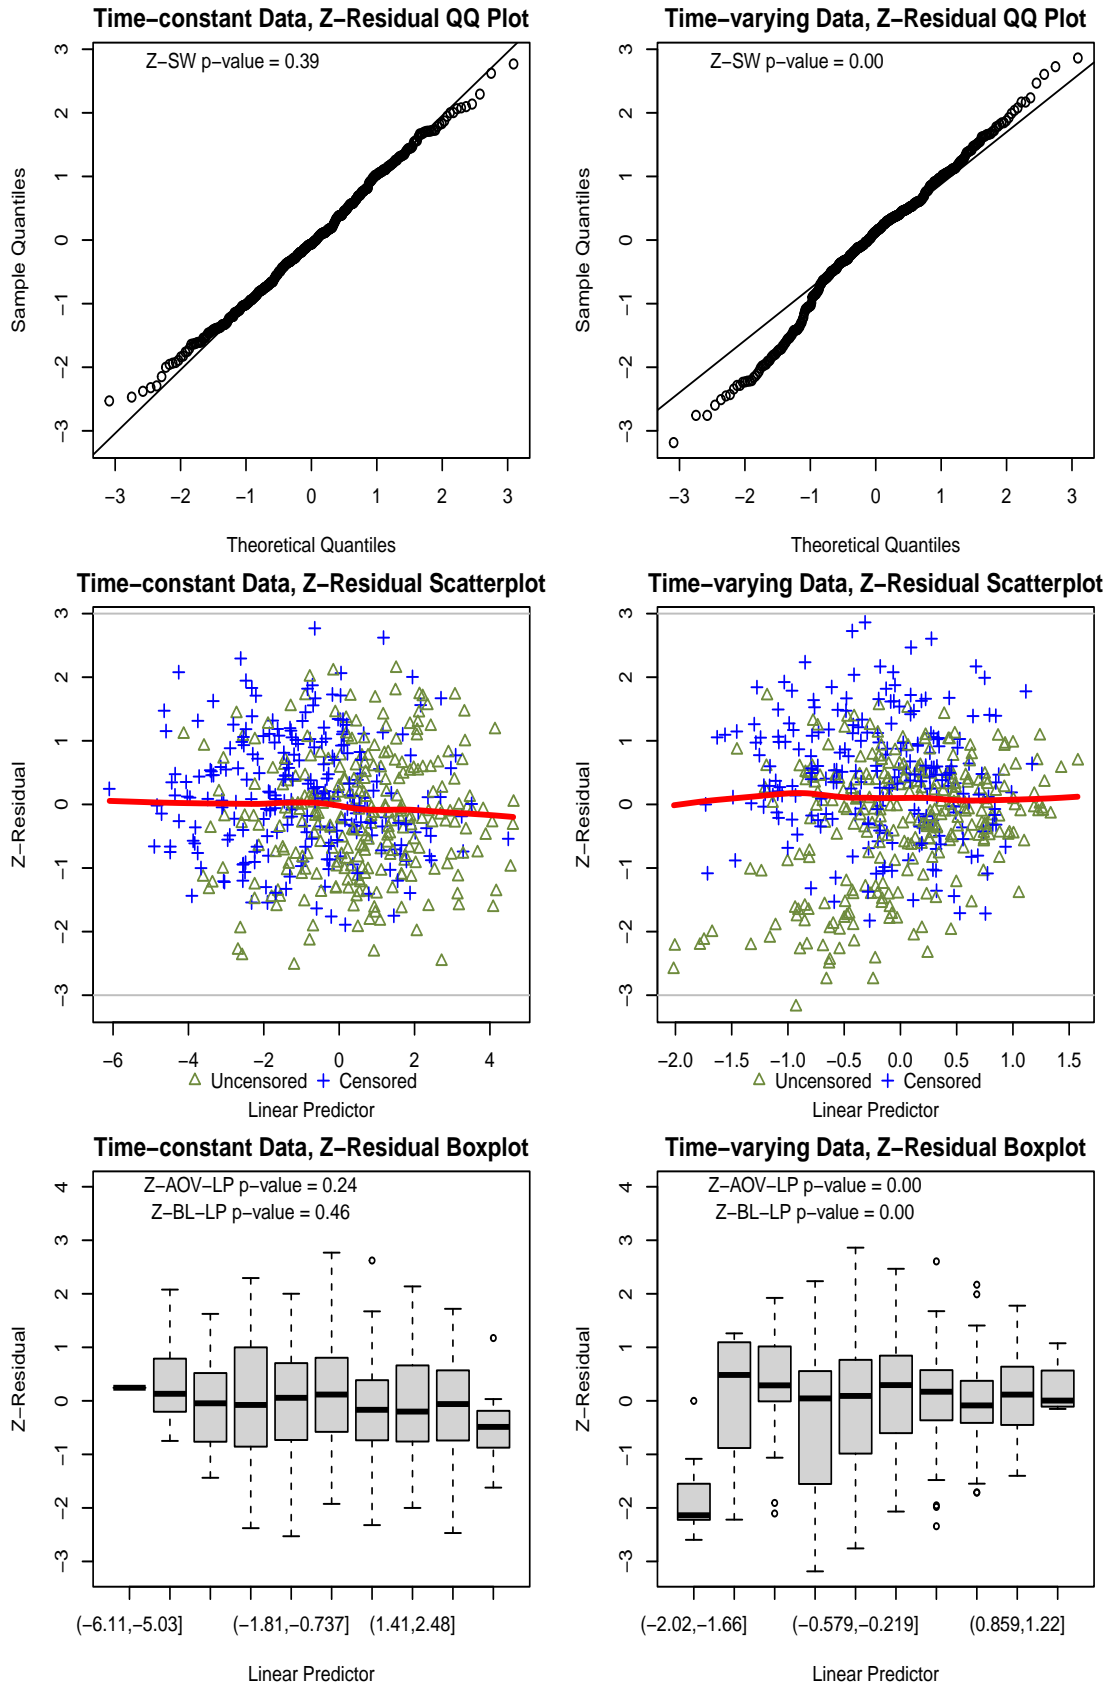 Time−constant Data, Z−Residual QQ Plot
Z−SW p−value = 0.39
Sample Quantiles
3
2
1
0
−1
−2
−3
−3 −2 −1 0 1 2 3
Theoretical Quantiles
Time−varying Data, Z−Residual QQ Plot
Z−SW p−value = 0.00
Sample Quantiles
3
2
1
0
−1
−2
−3
−3 −2 −1 0 1 2 3
Theoretical Quantiles
Time−constant Data, Z−Residual Scatterplot
Z−Residual
3
2
1
0
−1
−2
−3
−6 −4 −2 0 2 4
Uncensored Censored
Linear Predictor
Time−varying Data, Z−Residual Scatterplot
Z−Residual
3
2
1
0
−1
−2
−3
−2.0 −1.5 −1.0 −0.5 0.0 0.5 1.0 1.5
Uncensored Censored
Linear Predictor
Time−constant Data, Z−Residual Boxplot
Z−AOV−LP p−value = 0.24
Z−BL−LP p−value = 0.46
Z−Residual
4
3
2
1
0
−1
−2
−3
(−6.11,−5.03] (−1.81,−0.737] (1.41,2.48]
Linear Predictor
Time−varying Data, Z−Residual Boxplot
Z−AOV−LP p−value = 0.00
Z−BL−LP p−value = 0.00
Z−Residual
4
3
2
1
0
−1
−2
−3
(−2.02,−1.66] (−0.579,−0.219] (0.859,1.22]
Linear Predictor